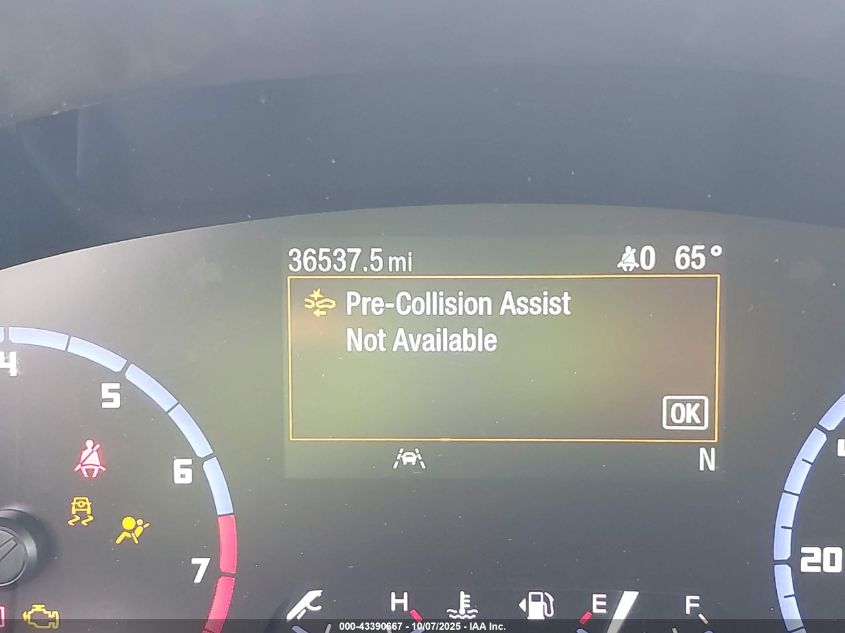 36537.5 mi
0 65°
Pre-Collision Assist
Not Available
OK
N
4
5
6
7
20
H
E
F
000-43390667 - 10/07/2025 - IAA Inc.